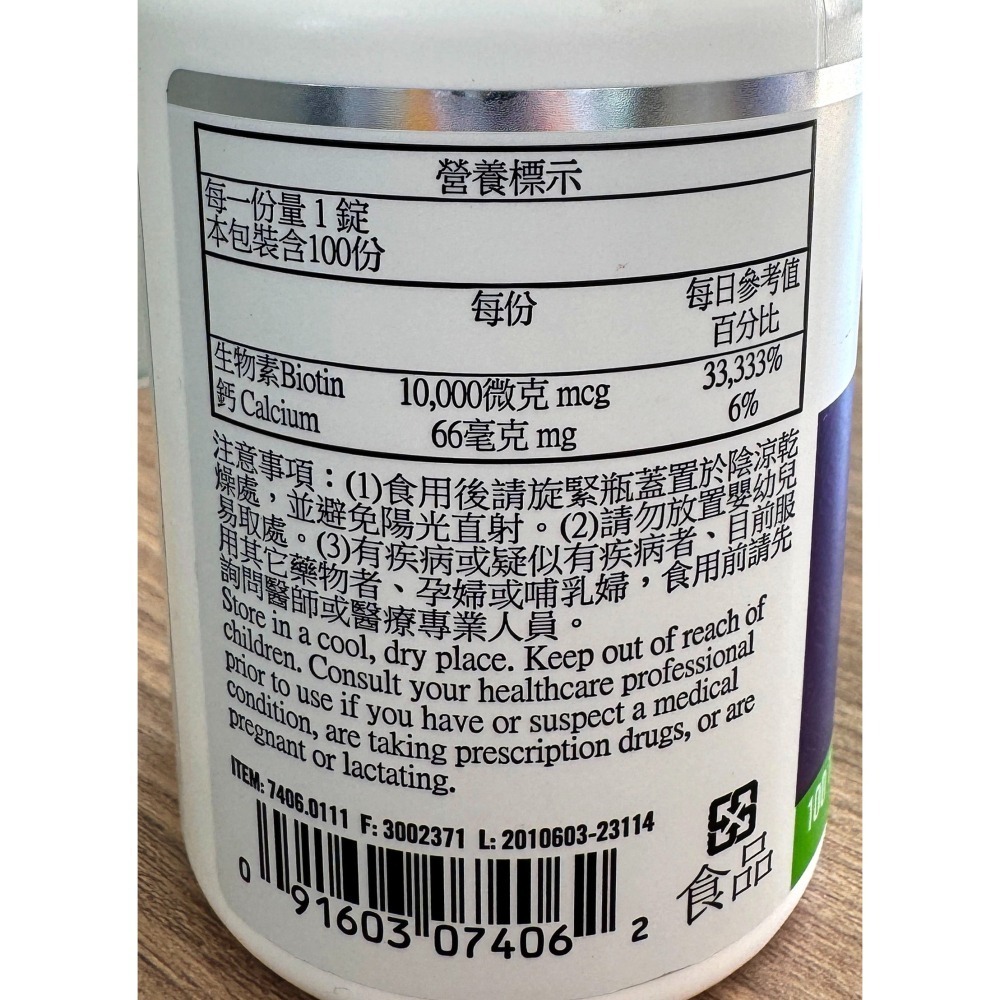 營養標示
每一份量 1 錠
本包裝含100份
每份 每日參考值
百分比
生物素Biotin 10,000微克 mcg 33,333%
鈣 Calcium 66毫克 mg 6%
注意事項：(1)食用後請旋緊瓶蓋置於陰涼乾
燥處，並避免陽光直射。(2)請勿放置嬰幼兒
易取處。(3)有疾病或疑似有疾病者、目前服
用其它藥物者、孕婦或哺乳婦，食用前請先
詢問醫師或醫療專業人員。
Store in a cool, dry place. Keep out of reach of
children. Consult your healthcare professional
prior to use if you have or suspect a medical
condition, are taking prescription drugs, or are
pregnant or lactating.
ITEM: 7406.0111 F: 3002371 L: 2010603-23114
0 91603 07406 2
食品
100